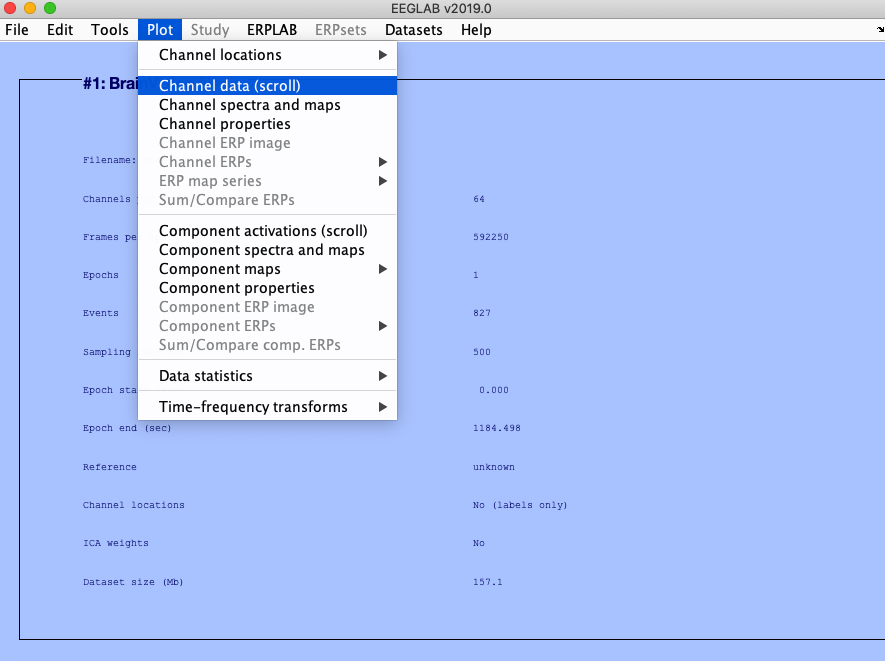 EEGLAB v2019.0
File Edit Tools Plot Study ERPLAB ERPsets Datasets Help
Channel locations
#1: Brai
Channel data (scroll)
Channel spectra and maps
Channel properties
Channel ERP image
Channel ERPs
ERP map series
Sum/Compare ERPs
Component activations (scroll)
Component spectra and maps
Component maps
Component properties
Component ERP image
Component ERPs
Sum/Compare comp. ERPs
Data statistics
Time-frequency transforms
Filename:
Channels 64
Frames pe 592250
Epochs 1
Events 827
Sampling 500
Epoch sta 0.000
Epoch end (sec) 1184.498
Reference unknown
Channel locations No (labels only)
ICA weights No
Dataset size (Mb) 157.1